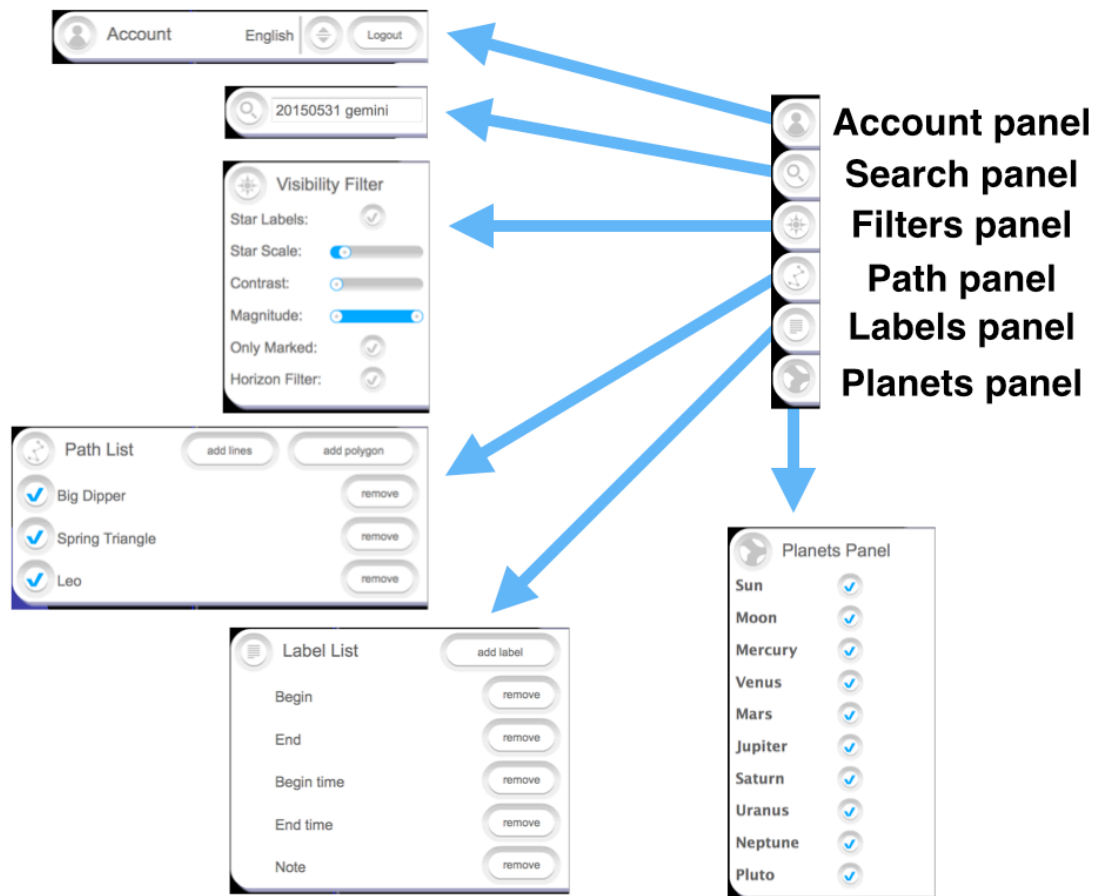 Account English Logout
20150531 gemini
Visibility Filter
Star Labels:
Star Scale:
Contrast:
Magnitude:
Only Marked:
Horizon Filter:
Account panel
Search panel
Filters panel
Path panel
Labels panel
Planets panel
Path List add lines add polygon
Big Dipper remove
Spring Triangle remove
Leo remove
Label List add label
Begin remove
End remove
Begin time remove
End time remove
Note remove
Planets Panel
Sun
Moon
Mercury
Venus
Mars
Jupiter
Saturn
Uranus
Neptune
Pluto